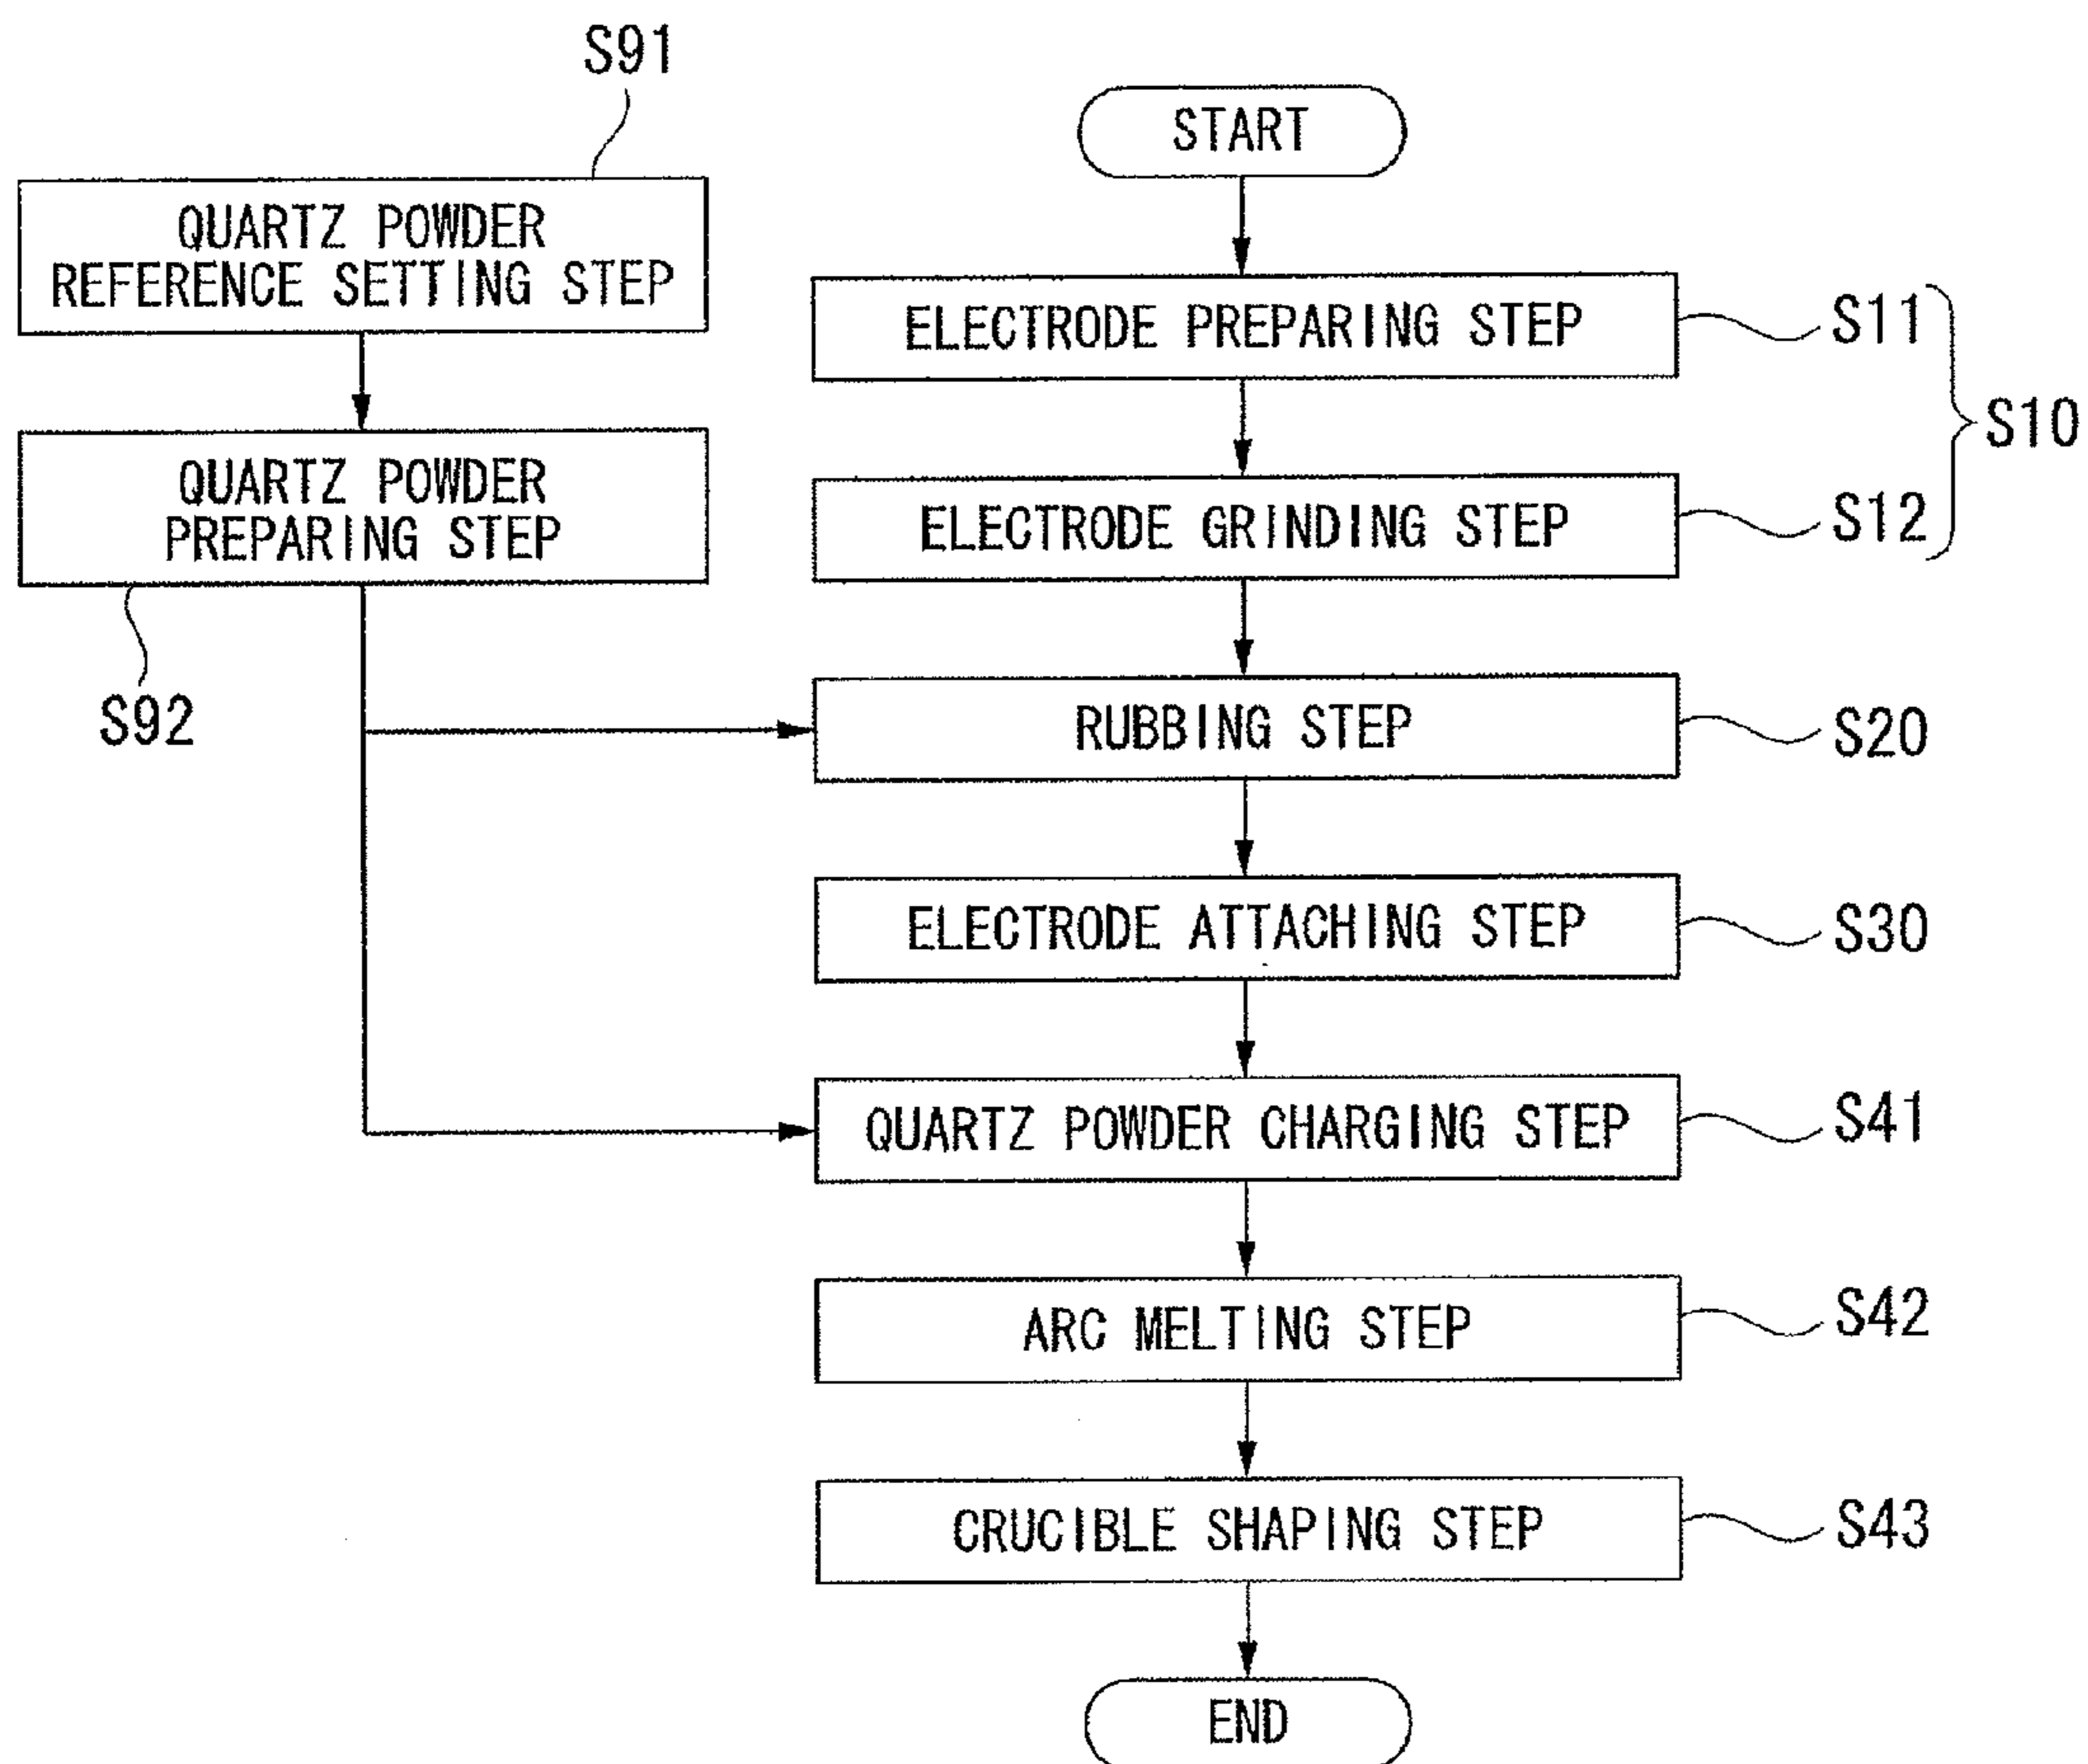 S91
START
QUARTZ POWDER
REFERENCE SETTING STEP
ELECTRODE PREPARING STEP
S11
S10
QUARTZ POWDER
PREPARING STEP
ELECTRODE GRINDING STEP
S12
S92
RUBBING STEP
S20
ELECTRODE ATTACHING STEP
S30
QUARTZ POWDER CHARGING STEP
S41
ARC MELTING STEP
S42
CRUCIBLE SHAPING STEP
S43
END